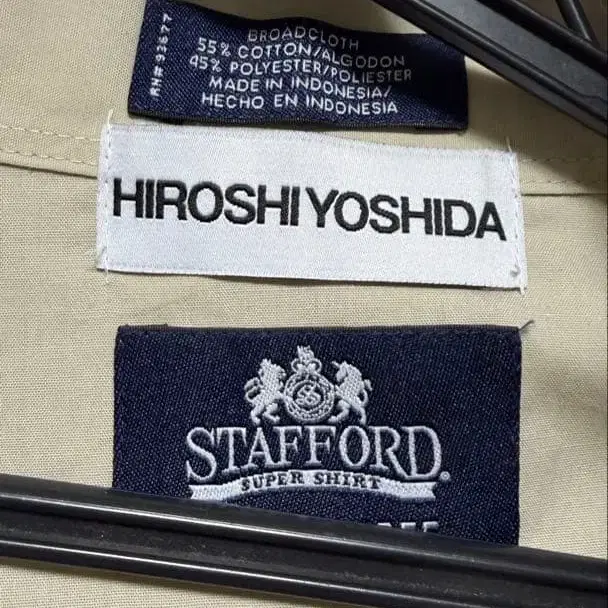 RN# 93677
BROADCLOTH
55% COTTON/ALGODON
45% POLYESTER/POLIESTER
MADE IN INDONESIA/
HECHO EN INDONESIA
HIROSHI YOSHIDA
STAFFORD®
SUPER SHIRT